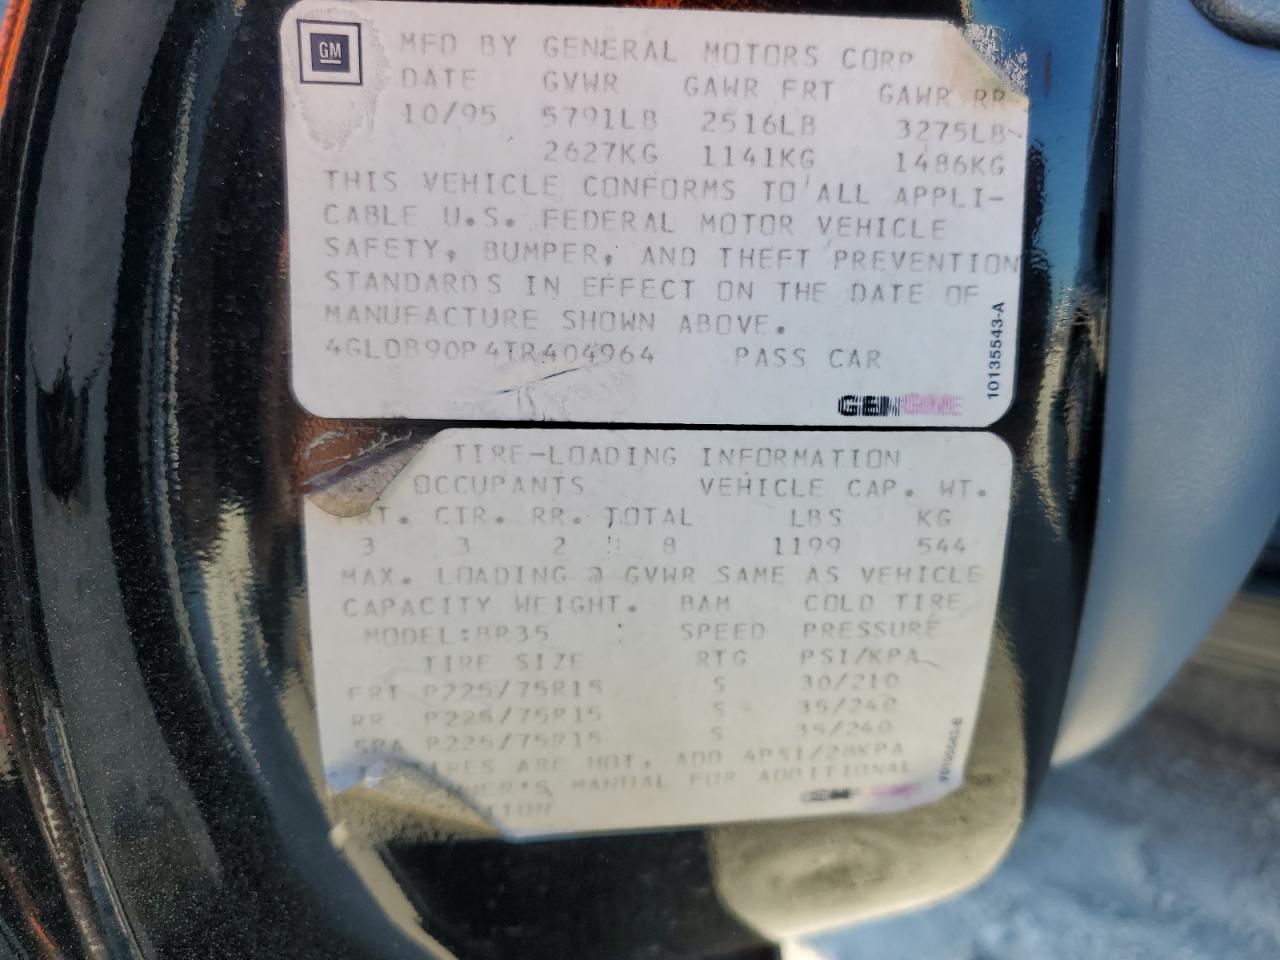 GM
MFD BY GENERAL MOTORS CORP
DATE GVWR GAWR FRT GAWR RR
10/95 5791LB 2516LB 3275LB
2627KG 1141KG 1486KG
THIS VEHICLE CONFORMS TO ALL APPLI-
CABLE U.S. FEDERAL MOTOR VEHICLE
SAFETY, BUMPER, AND THEFT PREVENTION
STANDARDS IN EFFECT ON THE DATE OF
MANUFACTURE SHOWN ABOVE.
4GLDB90P4TR404964 PASS CAR
10135543-A
TIRE-LOADING INFORMATION
OCCUPANTS VEHICLE CAP. WT.
RT. CTR. RR. TOTAL LBS KG
3 3 2 8 1199 544
MAX. LOADING @ GVWR SAME AS VEHICLE
CAPACITY WEIGHT. BAM COLD TIRE
MODEL:BR35 SPEED PRESSURE
TIRE SIZE RTG PSI/KPA
FRT P225/75R15 S 30/210
RR P225/75R15 S 35/240
SPA P225/75R15 S 35/240
ARE HOT, ADD 4PSI/28KPA
MANUAL FOR ADDITIONAL